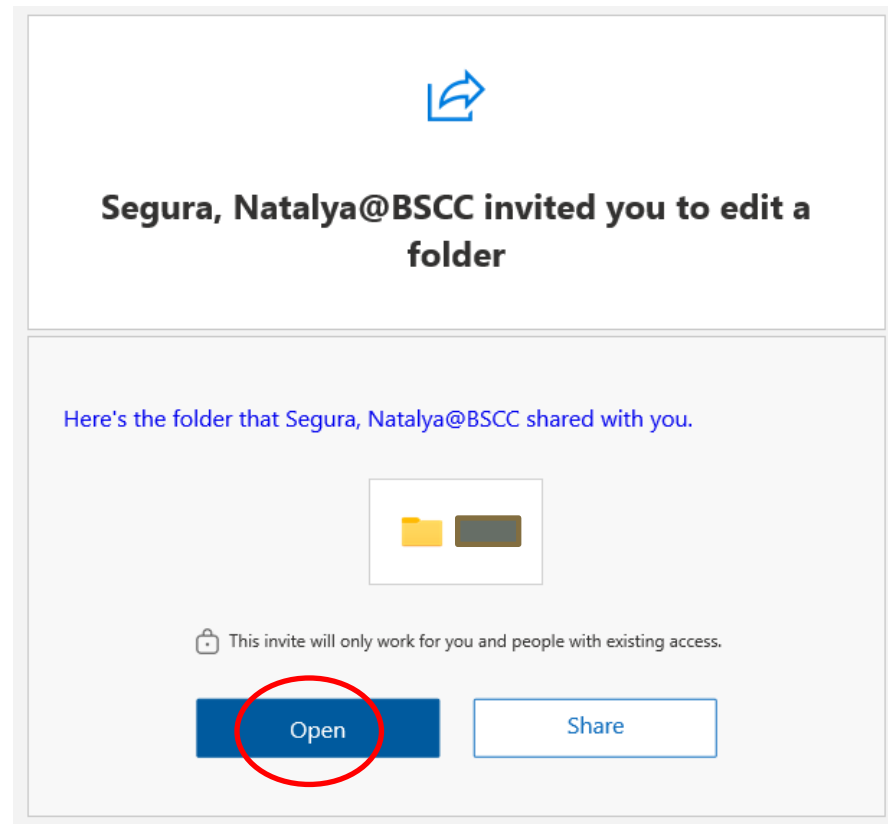 Segura, Natalya@BSCC invited you to edit a
folder
Here's the folder that Segura, Natalya@BSCC shared with you.
This invite will only work for you and people with existing access.
Open
Share